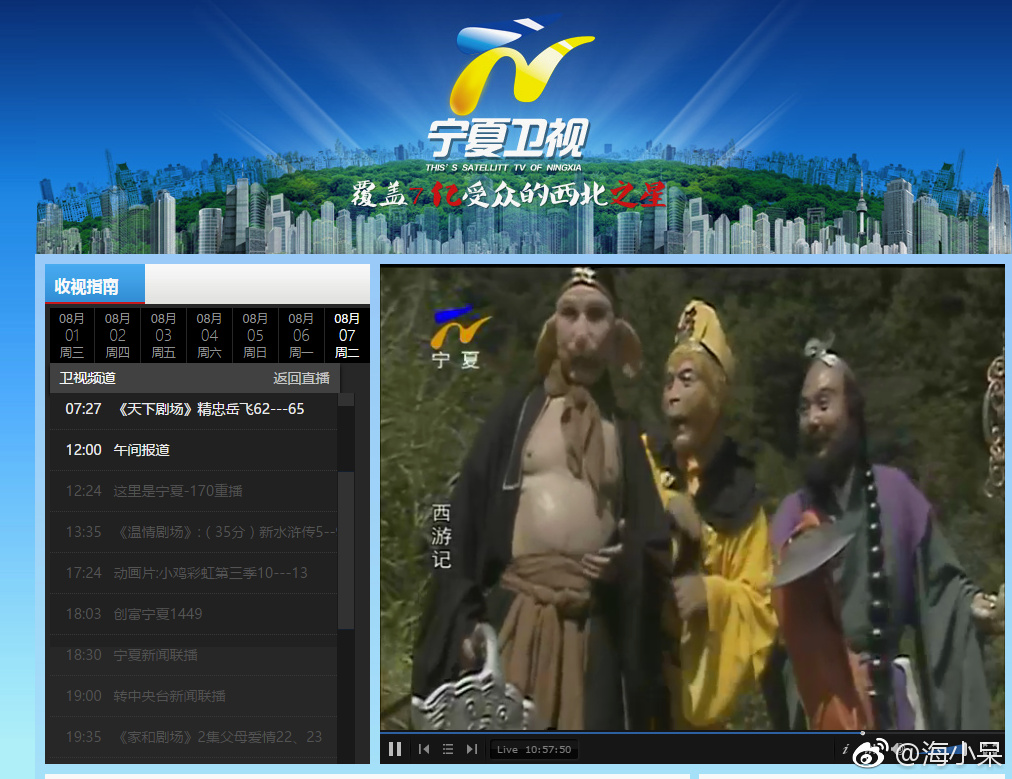 宁夏卫视
THIS'S SATELLITT TV OF NINGXIA
覆盖7亿受众的西北之星
收视指南
08月 08月 08月 08月 08月 08月 08月
01 02 03 04 05 06 07
周三 周四 周五 周六 周日 周一 周二
卫视频道 返回直播
07:27 《天下剧场》精忠岳飞62---65
12:00 午间报道
12:24 这里是宁夏-170重播
13:35 《温情剧场》:（35分）新水浒传5--
17:24 动画片:小鸡彩虹第三季10---13
18:03 创富宁夏1449
18:30 宁夏新闻联播
19:00 转中央台新闻联播
19:35 《家和剧场》2集父母爱情22、23
宁夏
西游记
Live 10:57:50
@海小杲